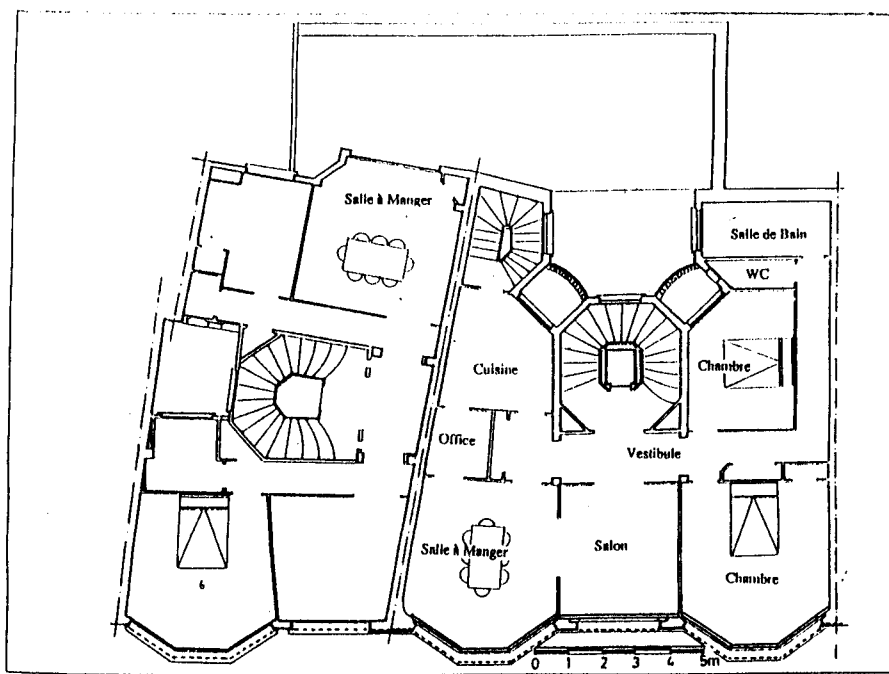 Salle à Manger
Salle de Bain
WC
Cuisine
Chambre
Office
Vestibule
Salle à Manger
Salon
Chambre
6
0 1 2 3 4 5m